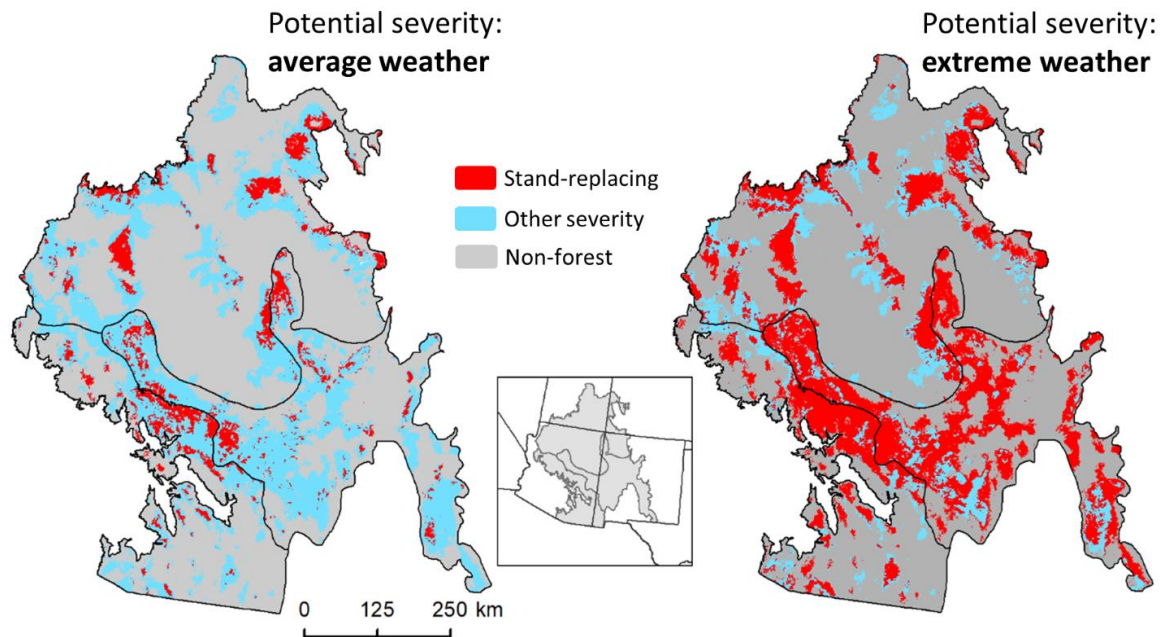 Potential severity:
average weather
Potential severity:
extreme weather
Stand-replacing
Other severity
Non-forest
0 125 250 km